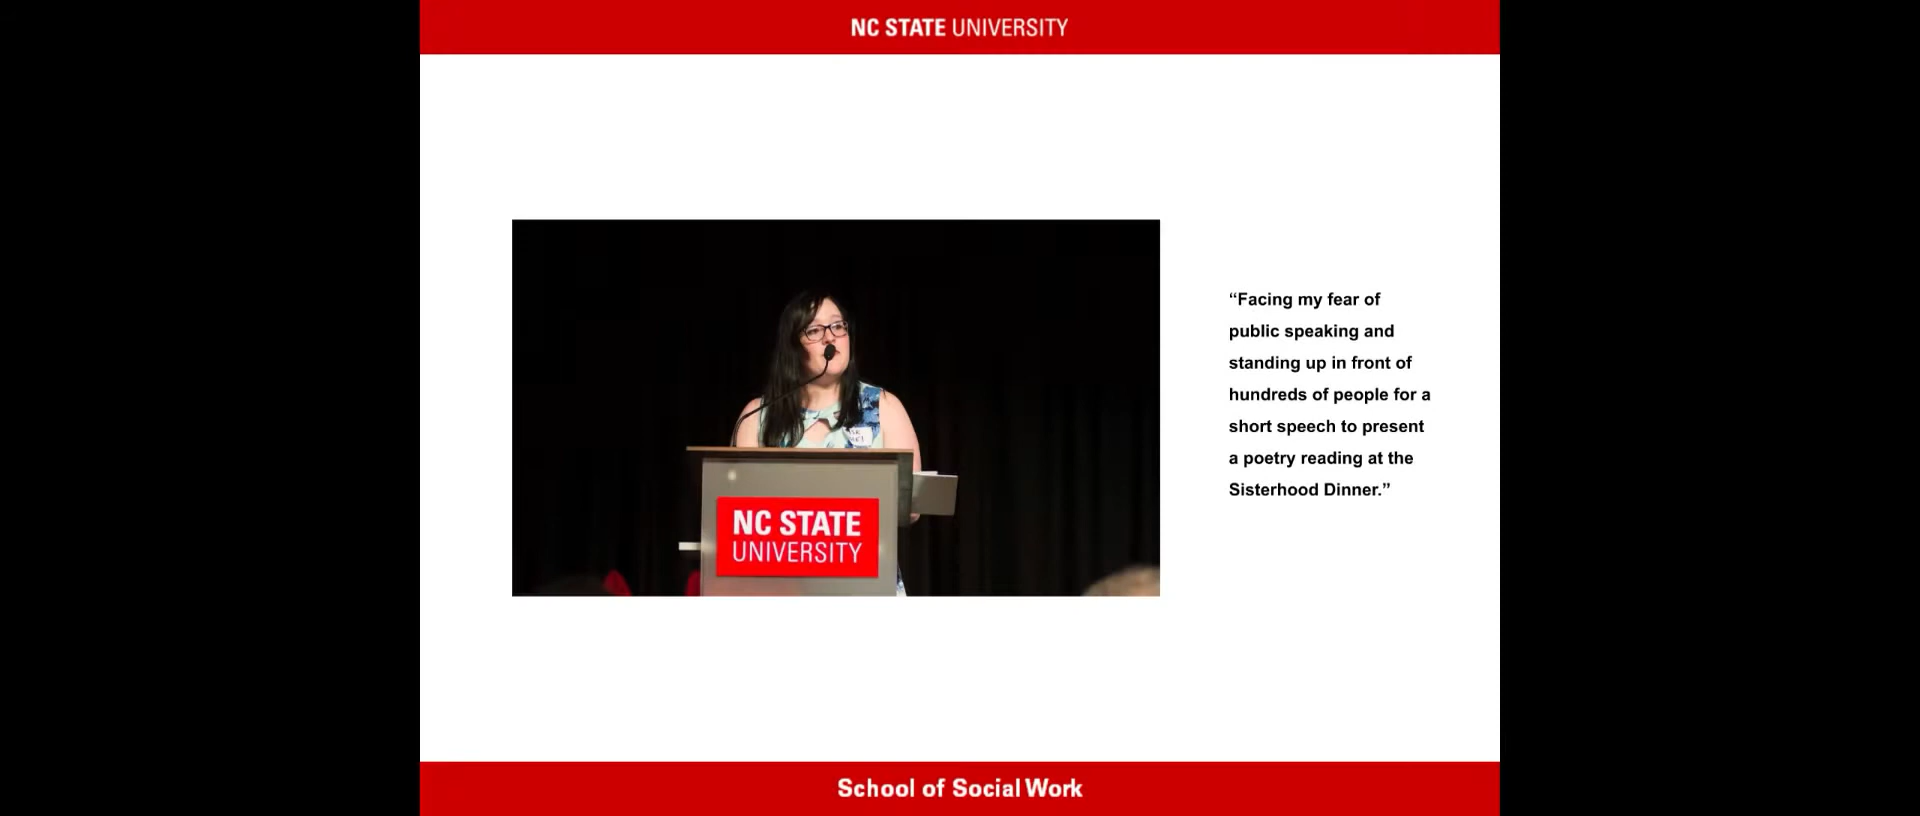 NC STATE UNIVERSITY
“Facing my fear of
public speaking and
standing up in front of
hundreds of people for a
short speech to present
a poetry reading at the
Sisterhood Dinner.”
NC STATE
UNIVERSITY
School of Social Work